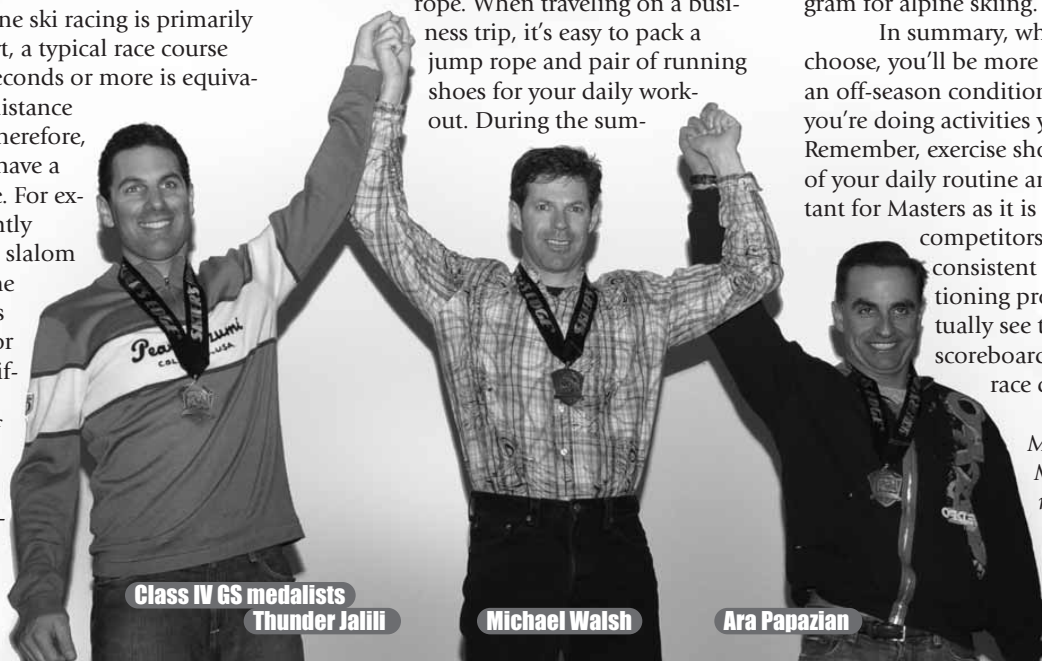 ne ski racing is primarily
t, a typical race course
econds or more is equiva-
istance
herefore,
have a
e. For ex-
ntly
slalom
ne
s
or
if-
r
-
rope. When traveling on a busi-
ness trip, it's easy to pack a
jump rope and pair of running
shoes for your daily work-
out. During the sum-
gram for alpine skiing.
In summary, wh
choose, you'll be more
an off-season condition
you're doing activities y
Remember, exercise sho
of your daily routine an
tant for Masters as it is
competitors
consistent
tioning pro
tually see t
scoreboard
race c
M
M
r
Class IV GS medalists
Thunder Jalili
Michael Walsh
Ara Papazian